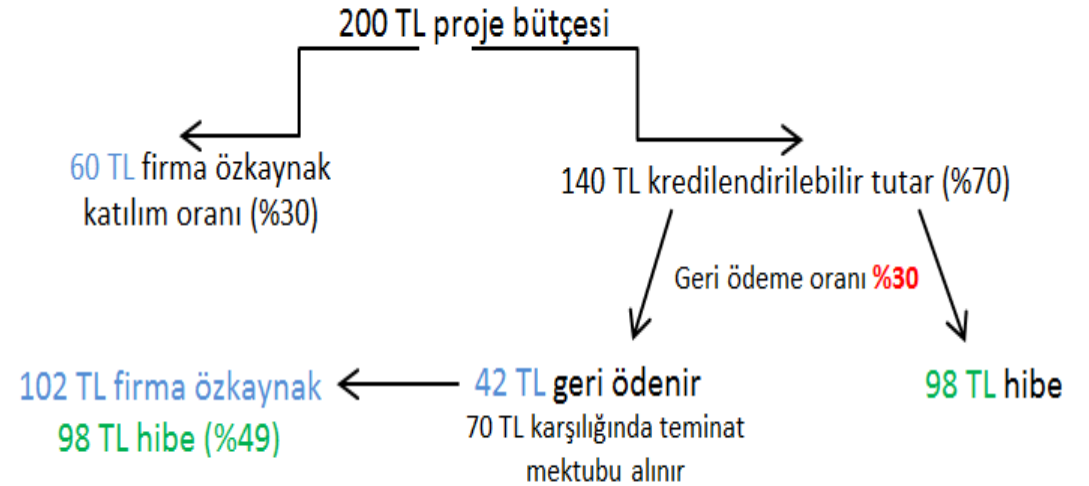 200 TL proje bütçesi
60 TL firma özkaynak
katılım oranı (%30)
140 TL kredilendirilebilir tutar (%70)
Geri ödeme oranı %30
102 TL firma özkaynak
98 TL hibe (%49)
42 TL geri ödenir
70 TL karşılığında teminat
mektubu alınır
98 TL hibe